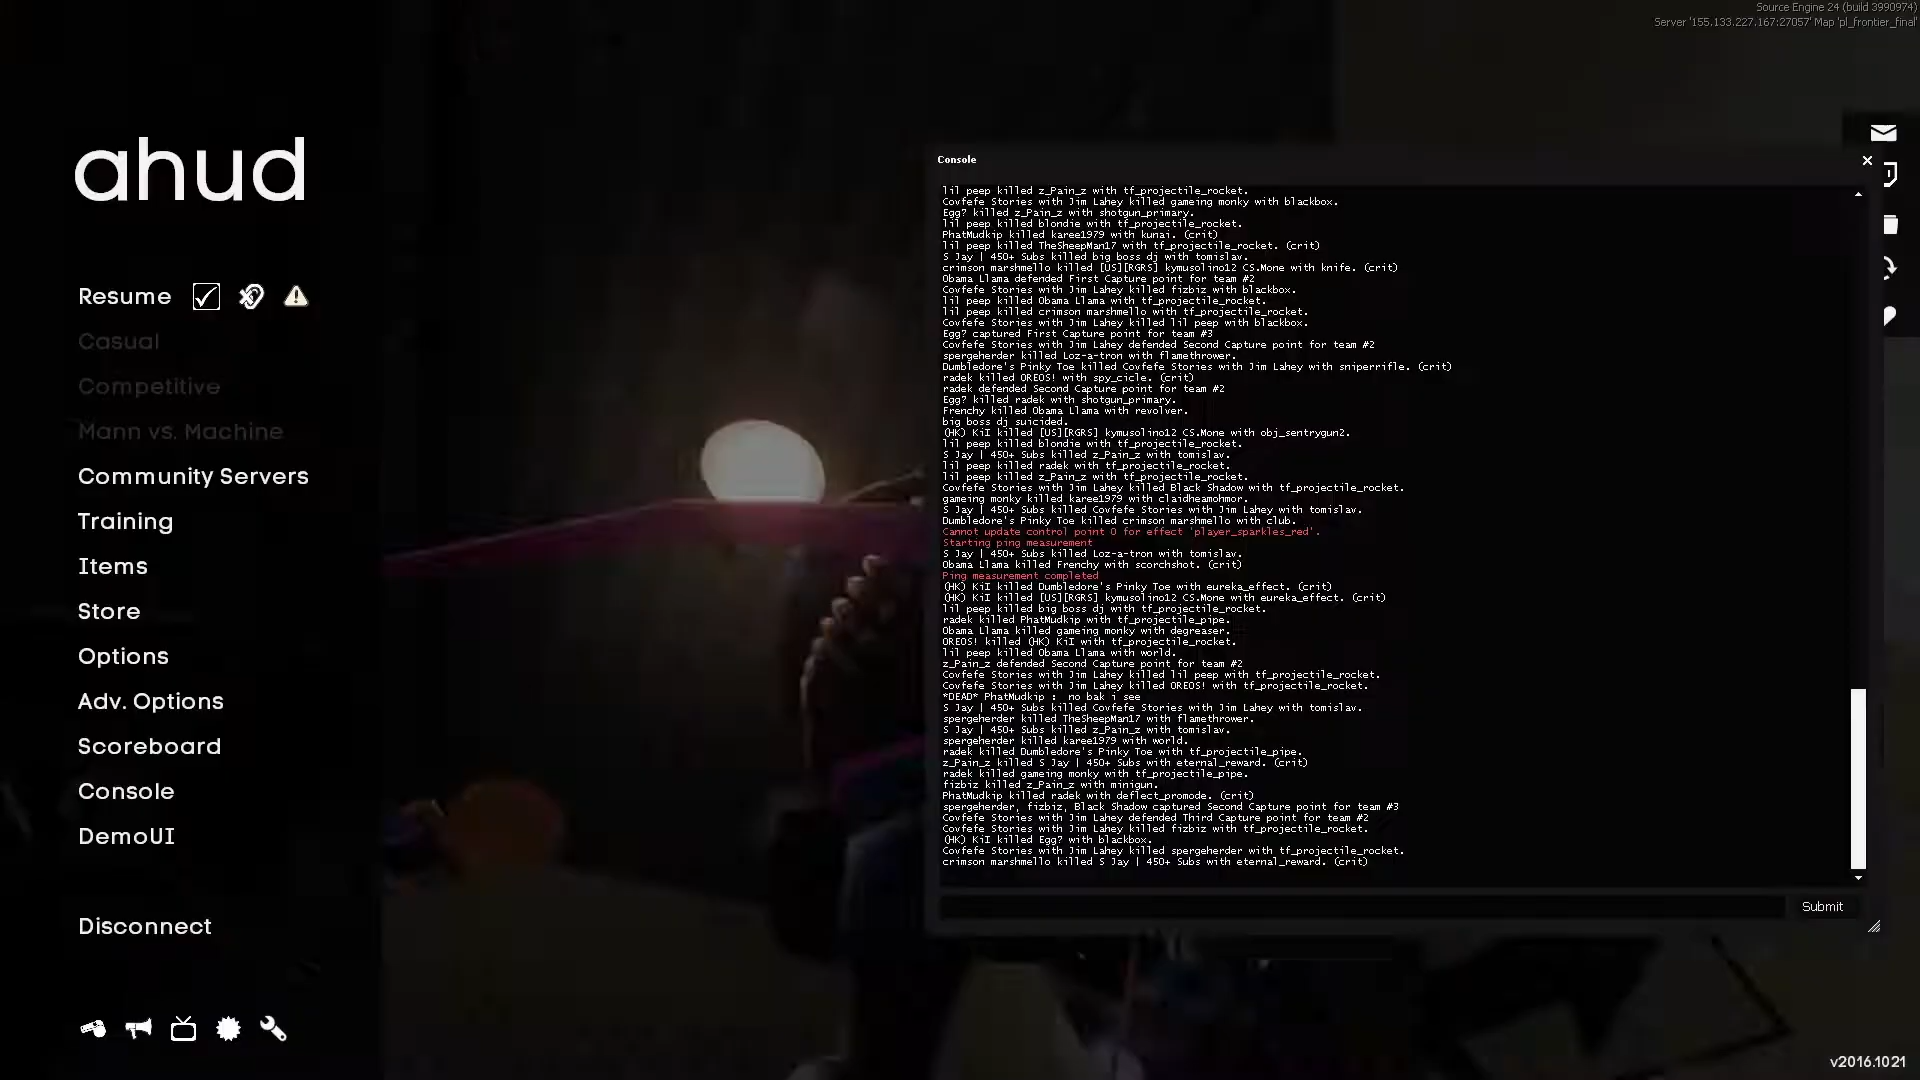 Source Engine 24 (build 3990974)
Server '155.133.227.167:27057' Map 'pl_frontier_final'
ahud
Resume
Casual
Competitive
Mann vs. Machine
Community Servers
Training
Items
Store
Options
Adv. Options
Scoreboard
Console
DemoUI
Disconnect
Console
lil peep killed z_Pain_z with tf_projectile_rocket.
Covfefe Stories with Jim Lahey killed gameing monky with blackbox.
Egg? killed z_Pain_z with shotgun_primary.
lil peep killed blondie with tf_projectile_rocket.
PhatMudkip killed karee1979 with kunai. (crit)
lil peep killed TheSheepMan17 with tf_projectile_rocket. (crit)
S Jay | 450+ Subs killed big boss dj with tomislav.
crimson marshmello killed [US][RGRS] kymusolino12 CS.Mone with knife. (crit)
Obama Llama defended First Capture point for team #2
Covfefe Stories with Jim Lahey killed fizbiz with blackbox.
lil peep killed Obama Llama with tf_projectile_rocket.
lil peep killed crimson marshmello with tf_projectile_rocket.
Covfefe Stories with Jim Lahey killed lil peep with blackbox.
Egg? captured First Capture point for team #3
Covfefe Stories with Jim Lahey defended Second Capture point for team #2
spergeherder killed Loz-a-tron with flamethrower.
Dumbledore's Pinky Toe killed Covfefe Stories with Jim Lahey with sniperrifle. (crit)
radek killed OREOS! with spy_cicle. (crit)
radek defended Second Capture point for team #2
Egg? killed radek with shotgun_primary.
Frenchy killed Obama Llama with revolver.
big boss dj suicided.
(HK) KiI killed [US][RGRS] kymusolino12 CS.Mone with obj_sentrygun2.
lil peep killed blondie with tf_projectile_rocket.
S Jay | 450+ Subs killed z_Pain_z with tomislav.
lil peep killed radek with tf_projectile_rocket.
lil peep killed z_Pain_z with tf_projectile_rocket.
Covfefe Stories with Jim Lahey killed Black Shadow with tf_projectile_rocket.
gameing monky killed karee1979 with claidheamohmor.
S Jay | 450+ Subs killed Covfefe Stories with Jim Lahey with tomislav.
Dumbledore's Pinky Toe killed crimson marshmello with club.
Cannot update control point 0 for effect 'player_sparkles_red'.
Starting ping measurement
S Jay | 450+ Subs killed Loz-a-tron with tomislav.
Obama Llama killed Frenchy with scorchshot. (crit)
Ping measurement completed
(HK) KiI killed Dumbledore's Pinky Toe with eureka_effect. (crit)
(HK) KiI killed [US][RGRS] kymusolino12 CS.Mone with eureka_effect. (crit)
lil peep killed big boss dj with tf_projectile_rocket.
radek killed PhatMudkip with tf_projectile_pipe.
Obama Llama killed gameing monky with degreaser.
OREOS! killed (HK) KiI with tf_projectile_rocket.
lil peep killed Obama Llama with world.
z_Pain_z defended Second Capture point for team #2
Covfefe Stories with Jim Lahey killed lil peep with tf_projectile_rocket.
Covfefe Stories with Jim Lahey killed OREOS! with tf_projectile_rocket.
*DEAD* PhatMudkip :  no bak i see
S Jay | 450+ Subs killed Covfefe Stories with Jim Lahey with tomislav.
spergeherder killed TheSheepMan17 with flamethrower.
S Jay | 450+ Subs killed z_Pain_z with tomislav.
spergeherder killed karee1979 with world.
radek killed Dumbledore's Pinky Toe with tf_projectile_pipe.
z_Pain_z killed S Jay | 450+ Subs with eternal_reward. (crit)
radek killed gameing monky with tf_projectile_pipe.
fizbiz killed z_Pain_z with minigun.
PhatMudkip killed radek with deflect_promode. (crit)
spergeherder, fizbiz, Black Shadow captured Second Capture point for team #3
Covfefe Stories with Jim Lahey defended Third Capture point for team #2
Covfefe Stories with Jim Lahey killed fizbiz with tf_projectile_rocket.
(HK) KiI killed Egg? with blackbox.
Covfefe Stories with Jim Lahey killed spergeherder with tf_projectile_rocket.
crimson marshmello killed S Jay | 450+ Subs with eternal_reward. (crit)
Submit
v2016.1021